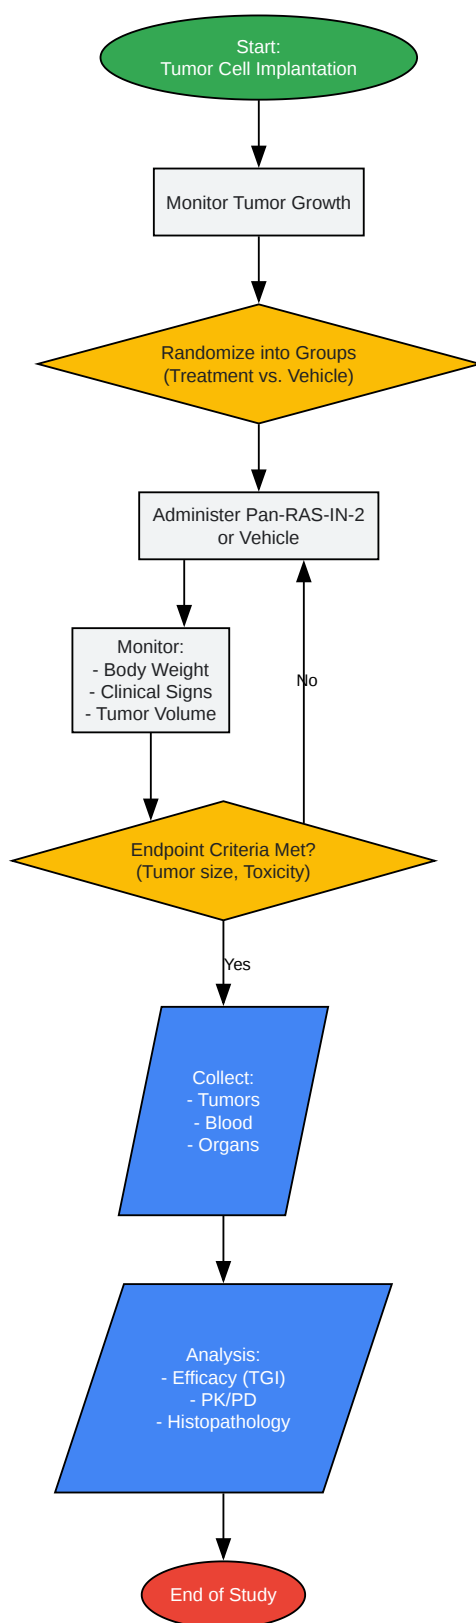 Start:
Tumor Cell Implantation
Monitor Tumor Growth
Randomize into Groups
(Treatment vs. Vehicle)
Administer Pan-RAS-IN-2
or Vehicle
Monitor:
- Body Weight
- Clinical Signs
- Tumor Volume
No
Endpoint Criteria Met?
(Tumor size, Toxicity)
Yes
Collect:
- Tumors
- Blood
- Organs
Analysis:
- Efficacy (TGI)
- PK/PD
- Histopathology
End of Study